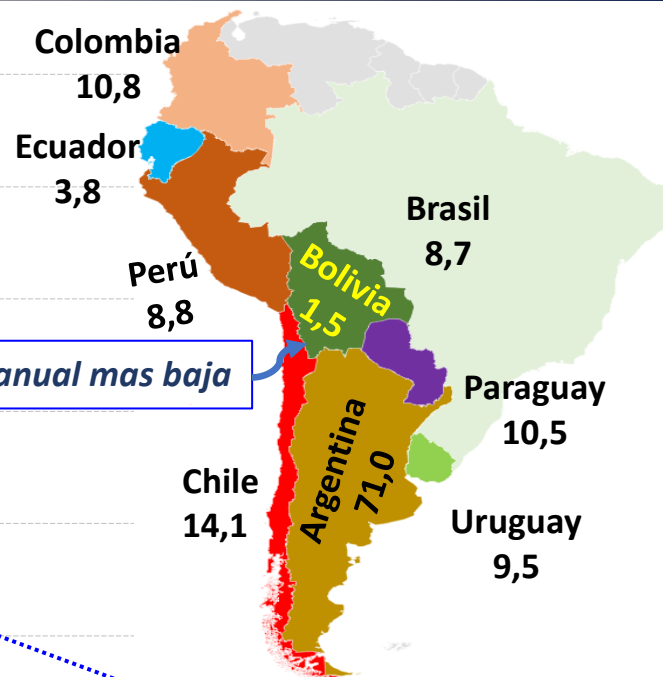 Colombia
10,8
Ecuador
3,8
Brasil
8,7
Perú
8,8
Bolivia
1,5
anual mas baja
Paraguay
10,5
Argentina
71,0
Chile
14,1
Uruguay
9,5